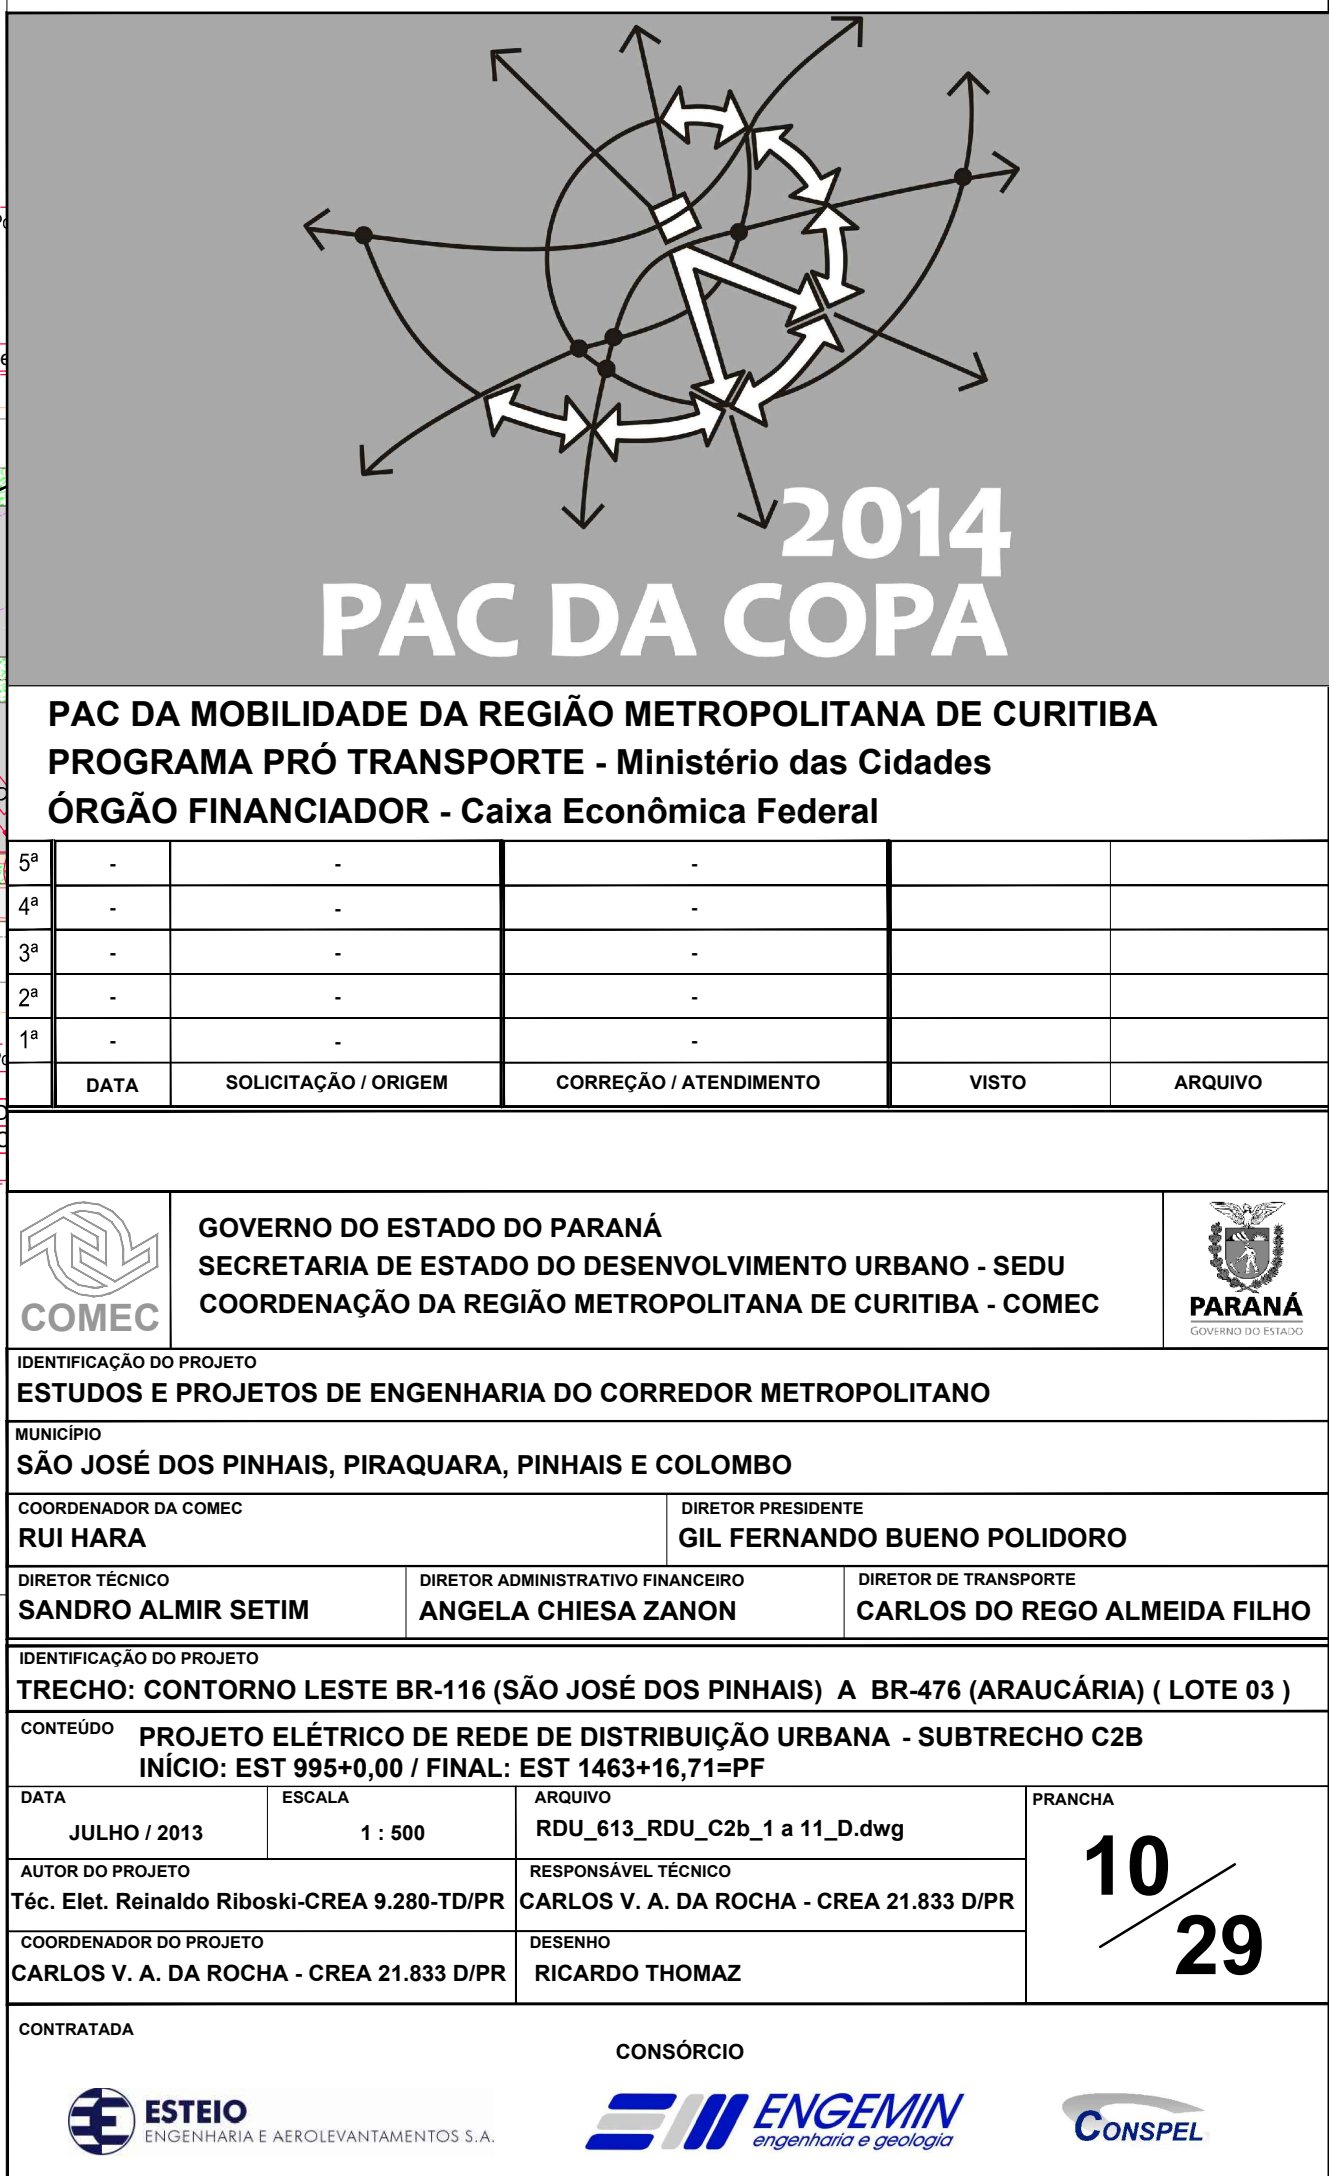 2014
PAC DA COPA
PAC DA MOBILIDADE DA REGIÃO METROPOLITANA DE CURITIBA
PROGRAMA PRÓ TRANSPORTE - Ministério das Cidades
ÓRGÃO FINANCIADOR - Caixa Econômica Federal
5ª - - -
4ª - - -
3ª - - -
2ª - - -
1ª - - -
DATA SOLICITAÇÃO / ORIGEM CORREÇÃO / ATENDIMENTO VISTO ARQUIVO
COMEC
GOVERNO DO ESTADO DO PARANÁ
SECRETARIA DE ESTADO DO DESENVOLVIMENTO URBANO - SEDU
COORDENAÇÃO DA REGIÃO METROPOLITANA DE CURITIBA - COMEC
PARANÁ
GOVERNO DO ESTADO
IDENTIFICAÇÃO DO PROJETO
ESTUDOS E PROJETOS DE ENGENHARIA DO CORREDOR METROPOLITANO
MUNICÍPIO
SÃO JOSÉ DOS PINHAIS, PIRAQUARA, PINHAIS E COLOMBO
COORDENADOR DA COMEC
RUI HARA
DIRETOR PRESIDENTE
GIL FERNANDO BUENO POLIDORO
DIRETOR TÉCNICO
SANDRO ALMIR SETIM
DIRETOR ADMINISTRATIVO FINANCEIRO
ANGELA CHIESA ZANON
DIRETOR DE TRANSPORTE
CARLOS DO REGO ALMEIDA FILHO
IDENTIFICAÇÃO DO PROJETO
TRECHO: CONTORNO LESTE BR-116 (SÃO JOSÉ DOS PINHAIS) A BR-476 (ARAUCÁRIA) ( LOTE 03 )
CONTEÚDO
PROJETO ELÉTRICO DE REDE DE DISTRIBUIÇÃO URBANA - SUBTRECHO C2B
INÍCIO: EST 995+0,00 / FINAL: EST 1463+16,71=PF
DATA
JULHO / 2013
ESCALA
1 : 500
ARQUIVO
RDU_613_RDU_C2b_1 a 11_D.dwg
PRANCHA
10
29
AUTOR DO PROJETO
Téc. Elet. Reinaldo Riboski-CREA 9.280-TD/PR
RESPONSÁVEL TÉCNICO
CARLOS V. A. DA ROCHA - CREA 21.833 D/PR
COORDENADOR DO PROJETO
CARLOS V. A. DA ROCHA - CREA 21.833 D/PR
DESENHO
RICARDO THOMAZ
CONTRATADA
CONSÓRCIO
ESTEIO
ENGENHARIA E AEROLEVANTAMENTOS S.A.
ENGEMIN
engenharia e geologia
CONSPEL